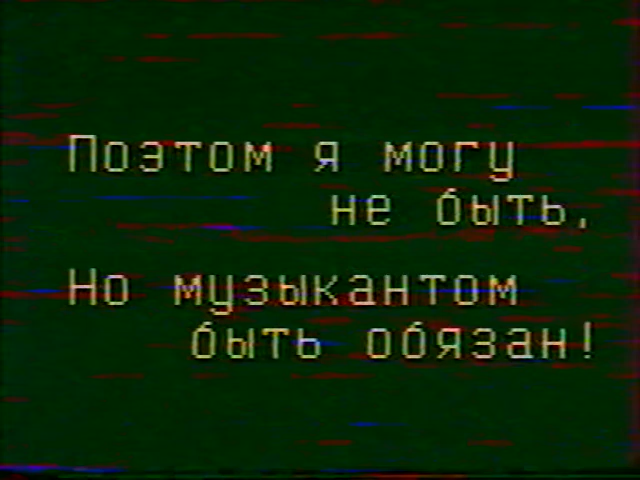 Поэтом я могу
не быть,
Но музыкантом
быть обязан!